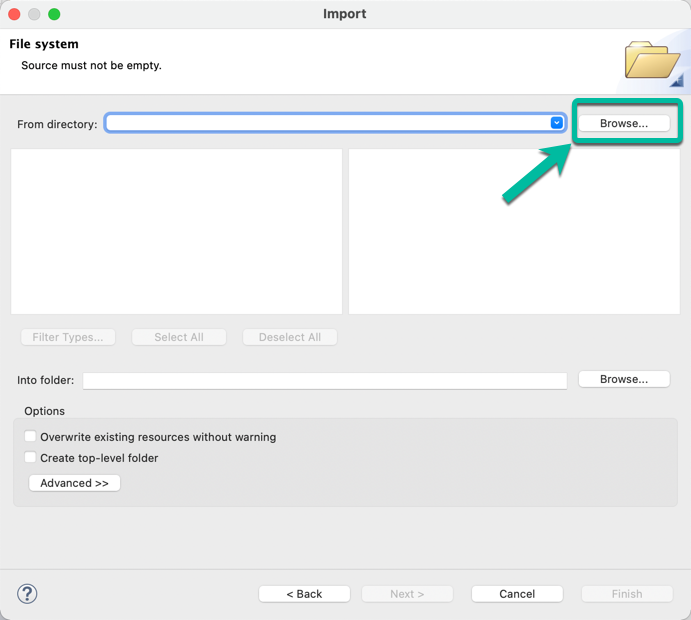 Import
File system
Source must not be empty.
From directory:
Browse...
Filter Types...
Select All
Deselect All
Into folder:
Browse...
Options
Overwrite existing resources without warning
Create top-level folder
Advanced >>
?
< Back
Next >
Cancel
Finish